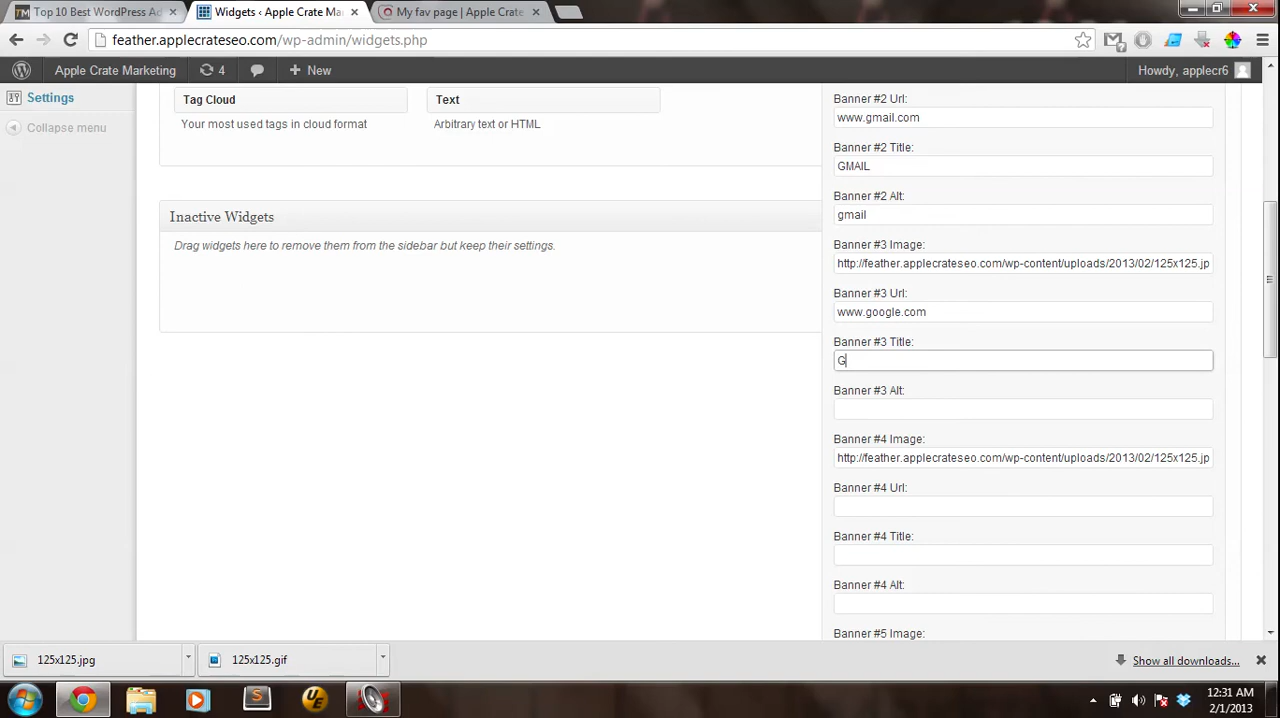 Top 10 Best WordPress Ad
Widgets ‹ Apple Crate Ma
My fav page | Apple Crate
feather.applecrateseo.com/wp-admin/widgets.php
Apple Crate Marketing
4
New
Howdy, applecr6
Settings
Collapse menu
Tag Cloud
Text
Your most used tags in cloud format
Arbitrary text or HTML
Inactive Widgets
Drag widgets here to remove them from the sidebar but keep their settings.
Banner #2 Url:
www.gmail.com
Banner #2 Title:
GMAIL
Banner #2 Alt:
gmail
Banner #3 Image:
http://feather.applecrateseo.com/wp-content/uploads/2013/02/125x125.jp
Banner #3 Url:
www.google.com
Banner #3 Title:
G
Banner #3 Alt:
Banner #4 Image:
http://feather.applecrateseo.com/wp-content/uploads/2013/02/125x125.jp
Banner #4 Url:
Banner #4 Title:
Banner #4 Alt:
Banner #5 Image:
125x125.jpg
125x125.gif
Show all downloads...
12:31 AM
2/1/2013